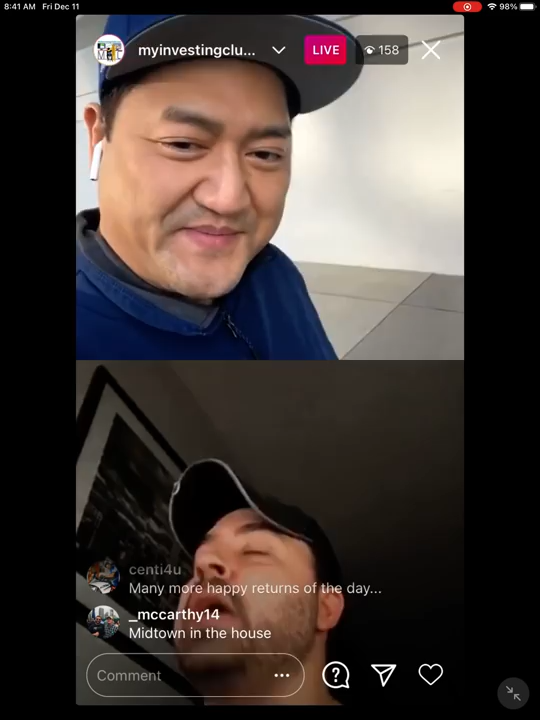 8:41 AM Fri Dec 11
98%
myinvestingclu...
LIVE
158
centi4u
Many more happy returns of the day...
_mccarthy14
Midtown in the house
Comment